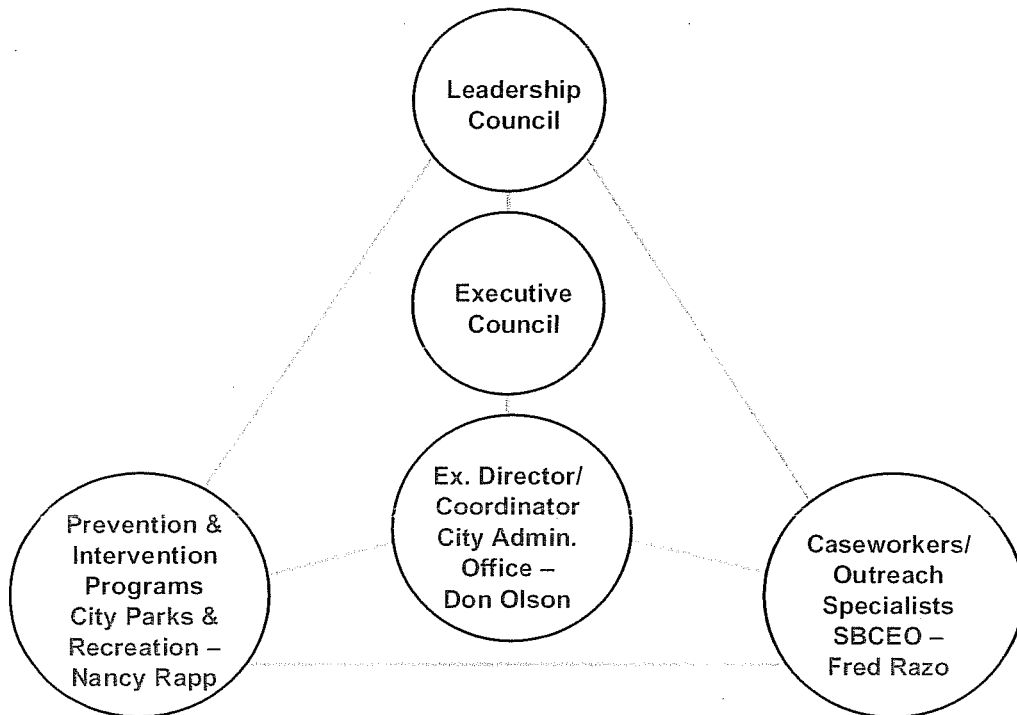 Leadership
Council
Executive
Council
Ex. Director/
Coordinator
City Admin.
Office –
Don Olson
Prevention &
Intervention
Programs
City Parks &
Recreation –
Nancy Rapp
Caseworkers/
Outreach
Specialists
SBCEO –
Fred Razo